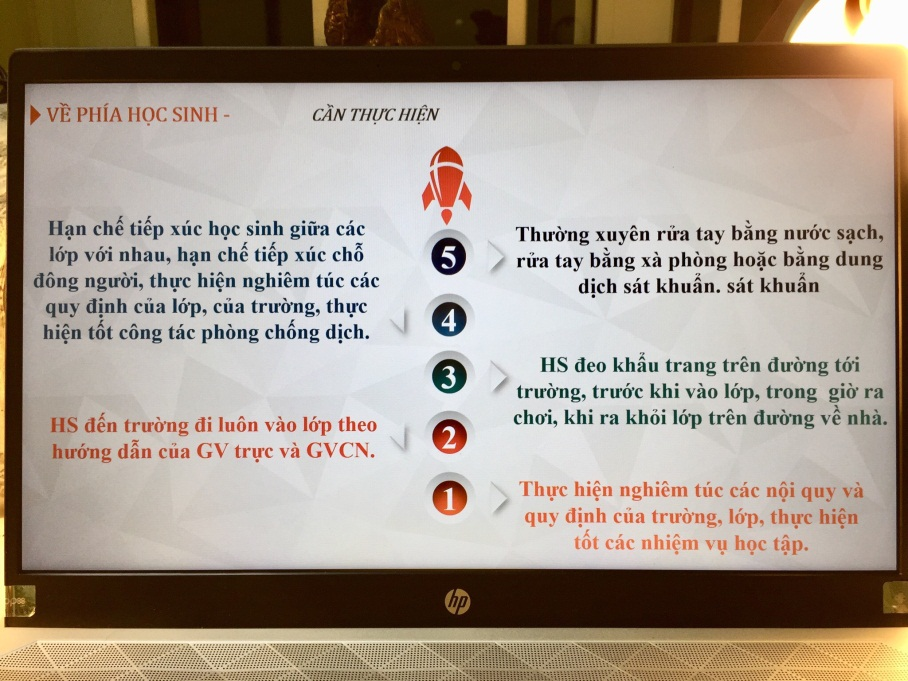 VỀ PHÍA HỌC SINH -
CẦN THỰC HIỆN
Hạn chế tiếp xúc học sinh giữa các
lớp với nhau, hạn chế tiếp xúc chỗ
đông người, thực hiện nghiêm túc các
quy định của lớp, của trường, thực
hiện tốt công tác phòng chống dịch.
5
Thường xuyên rửa tay bằng nước sạch,
rửa tay bằng xà phòng hoặc bằng dung
dịch sát khuẩn. sát khuẩn
4
3
HS đeo khẩu trang trên đường tới
trường, trước khi vào lớp, trong giờ ra
chơi, khi ra khỏi lớp trên đường về nhà.
HS đến trường đi luôn vào lớp theo
hướng dẫn của GV trực và GVCN.
2
1
Thực hiện nghiêm túc các nội quy và
quy định của trường, lớp, thực hiện
tốt các nhiệm vụ học tập.
hp